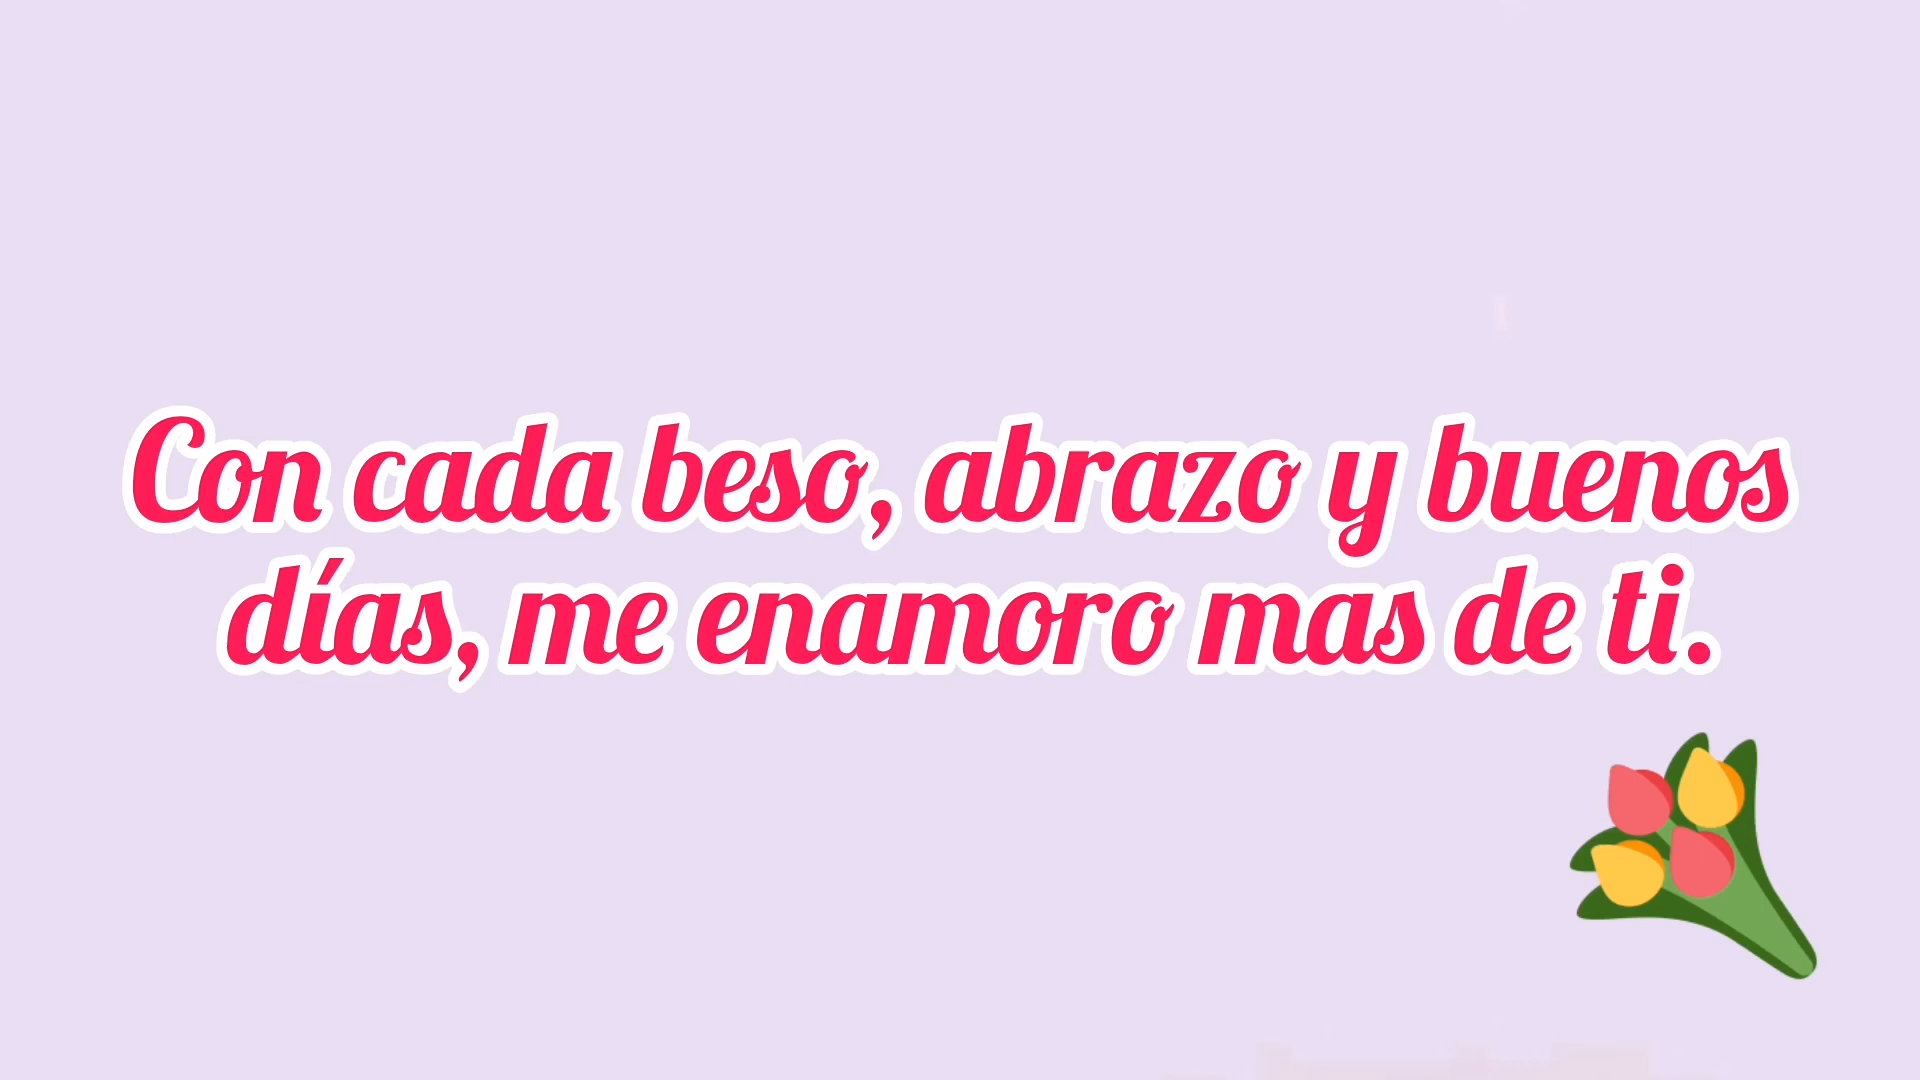 Con cada beso, abrazo y buenos
días, me enamoro mas de ti.